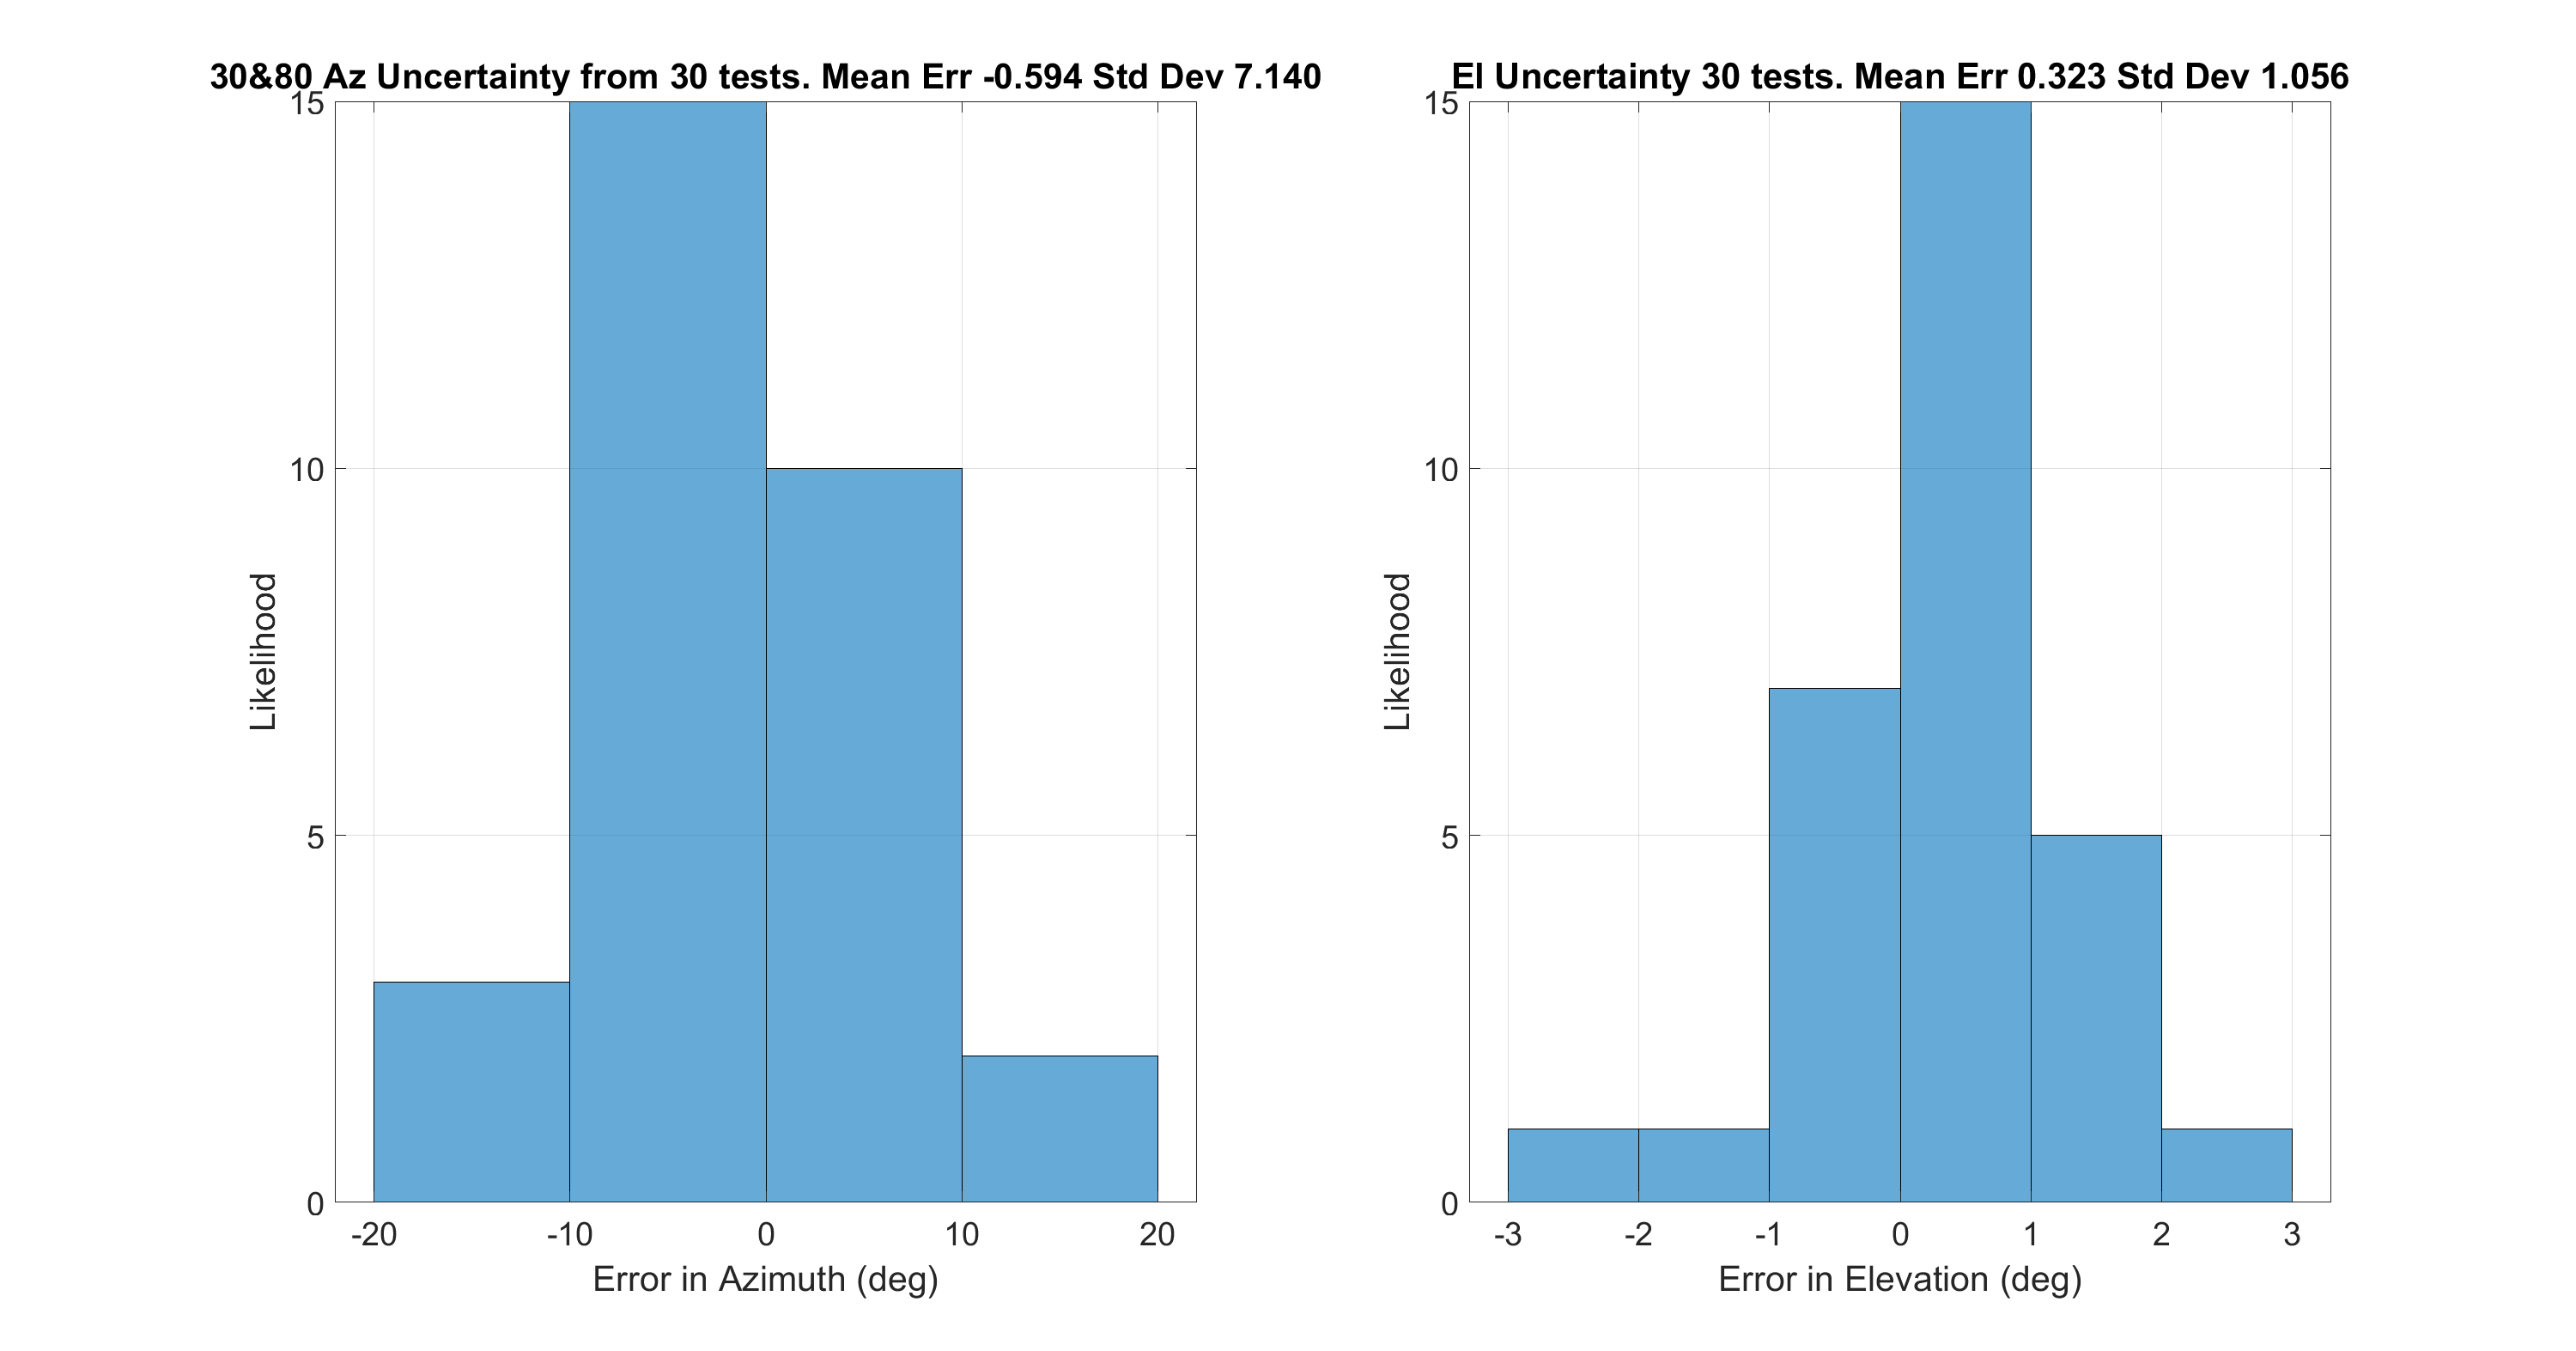 30&80 Az Uncertainty from 30 tests. Mean Err -0.594 Std Dev 7.140
15
10
5
0
Likelihood
-20 -10 0 10 20
Error in Azimuth (deg)
El Uncertainty 30 tests. Mean Err 0.323 Std Dev 1.056
15
10
5
0
Likelihood
-3 -2 -1 0 1 2 3
Error in Elevation (deg)